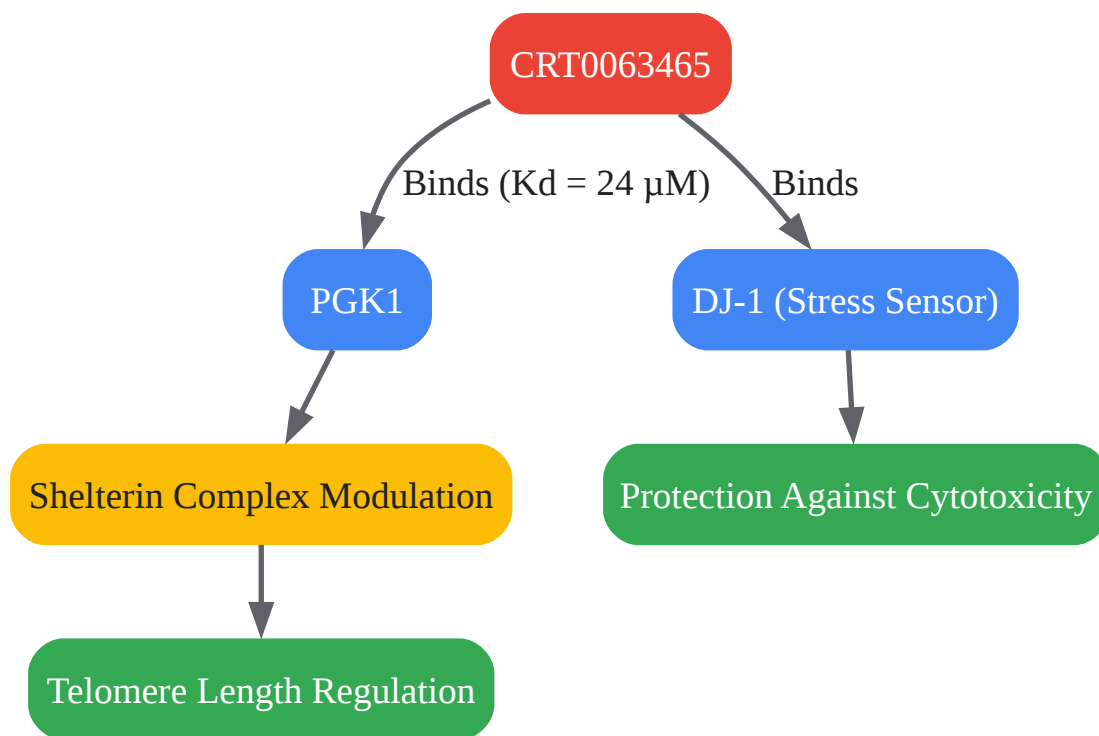 CRT0063465
Binds (Kd = 24 µM)
Binds
PGK1
DJ-1 (Stress Sensor)
Shelterin Complex Modulation
Protection Against Cytotoxicity
Telomere Length Regulation